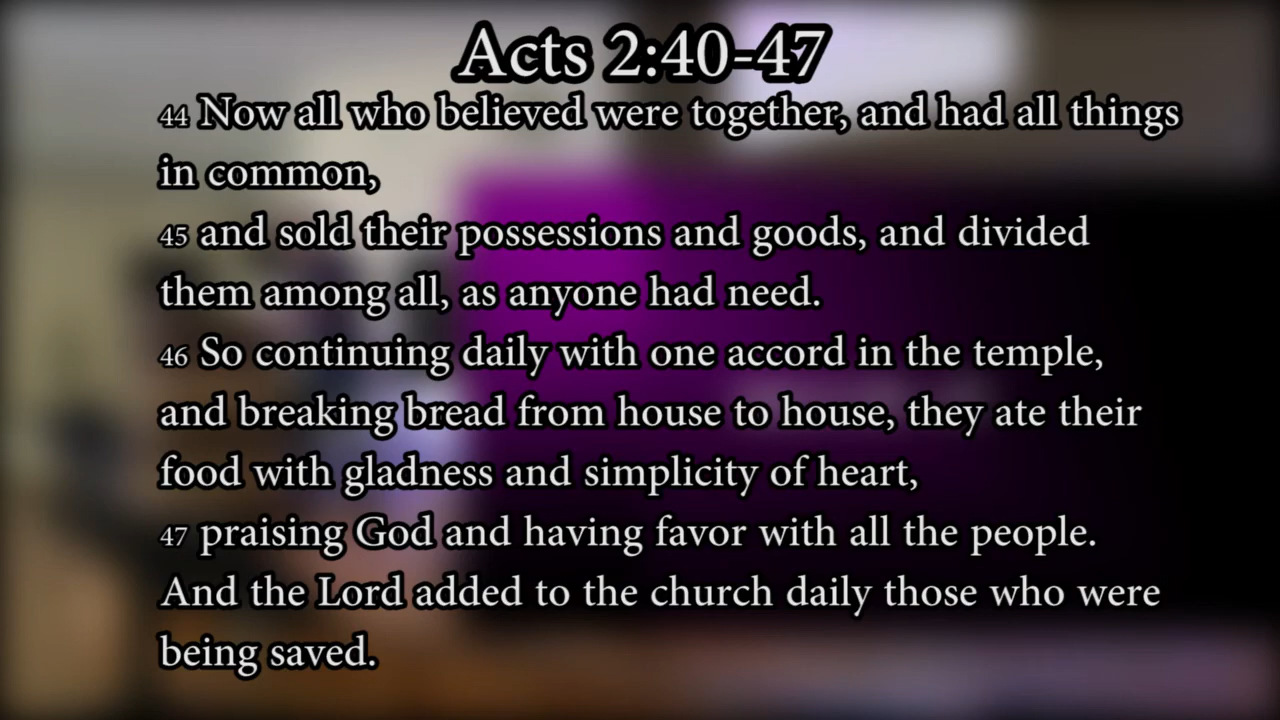 Acts 2:40-47
44 Now all who believed were together, and had all things
in common,
45 and sold their possessions and goods, and divided
them among all, as anyone had need.
46 So continuing daily with one accord in the temple,
and breaking bread from house to house, they ate their
food with gladness and simplicity of heart,
47 praising God and having favor with all the people.
And the Lord added to the church daily those who were
being saved.